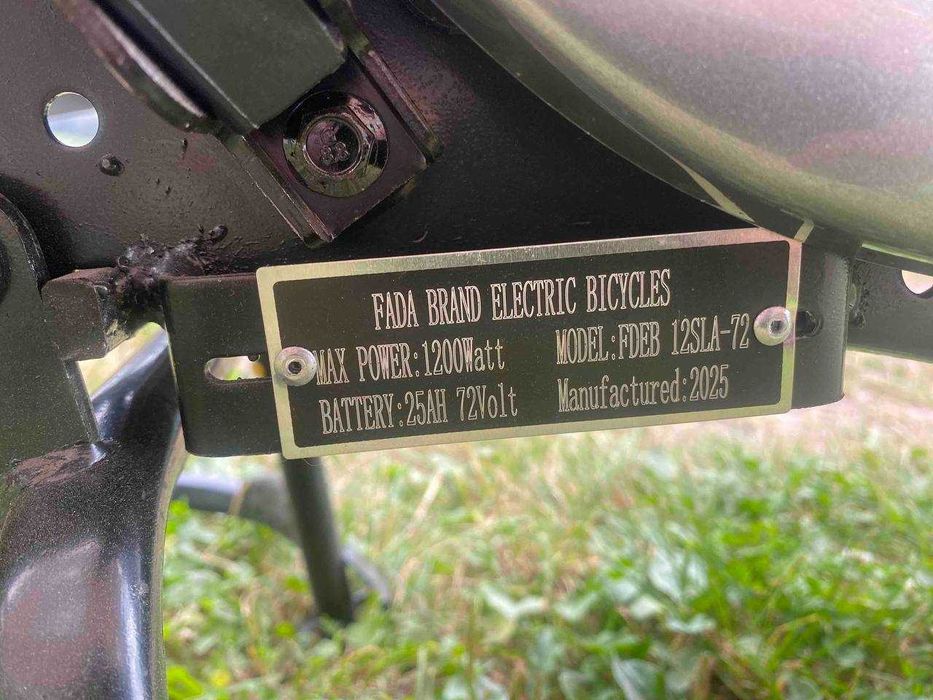 FADA BRAND ELECTRIC BICYCLES
MAX POWER:1200Watt MODEL:FDEB 12SLA-72
BATTERY:25AH 72Volt Manufactured:2025